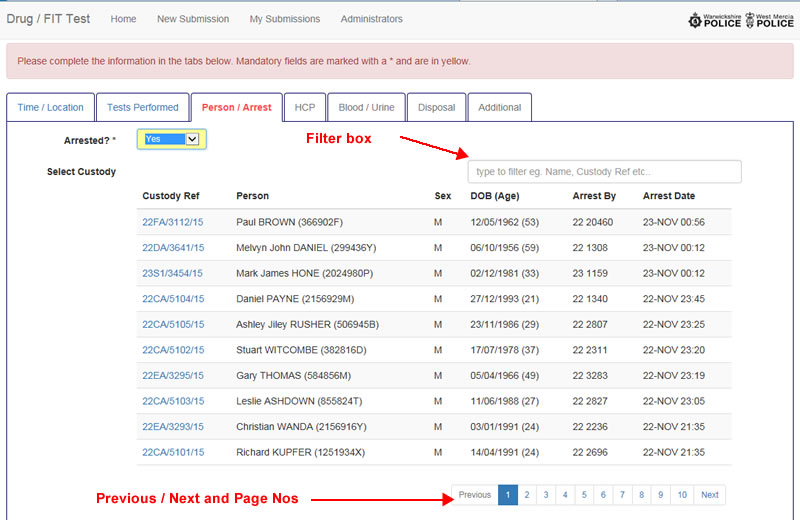 Drug / FIT Test Home New Submission My Submissions Administrators Warwickshire POLICE West Mercia POLICE
Please complete the information in the tabs below. Mandatory fields are marked with a * and are in yellow.
Time / Location Tests Performed Person / Arrest HCP Blood / Urine Disposal Additional
Arrested? * Yes Filter box
Select Custody type to filter eg. Name, Custody Ref etc..
Custody Ref Person Sex DOB (Age) Arrest By Arrest Date
22FA/3112/15 Paul BROWN (366902F) M 12/05/1962 (53) 22 20460 23-NOV 00:56
22DA/3641/15 Melvyn John DANIEL (299436Y) M 06/10/1956 (59) 22 1308 23-NOV 00:12
23S1/3454/15 Mark James HONE (2024980P) M 02/12/1981 (33) 23 1159 23-NOV 00:12
22CA/5104/15 Daniel PAYNE (2156929M) M 27/12/1993 (21) 22 1340 22-NOV 23:45
22CA/5105/15 Ashley Jiley RUSHER (506945B) M 23/11/1986 (29) 22 2807 22-NOV 23:25
22CA/5102/15 Stuart WITCOMBE (382816D) M 17/07/1978 (37) 22 2311 22-NOV 23:20
22EA/3295/15 Gary THOMAS (584856M) M 05/04/1966 (49) 22 3283 22-NOV 23:19
22CA/5103/15 Leslie ASHDOWN (855824T) M 11/06/1988 (27) 22 2827 22-NOV 23:05
22EA/3293/15 Christian WANDA (2156916Y) M 03/01/1991 (24) 22 2236 22-NOV 21:35
22CA/5101/15 Richard KUPFER (1251934X) M 14/04/1991 (24) 22 2696 22-NOV 21:35
Previous / Next and Page Nos Previous 1 2 3 4 5 6 7 8 9 10 Next